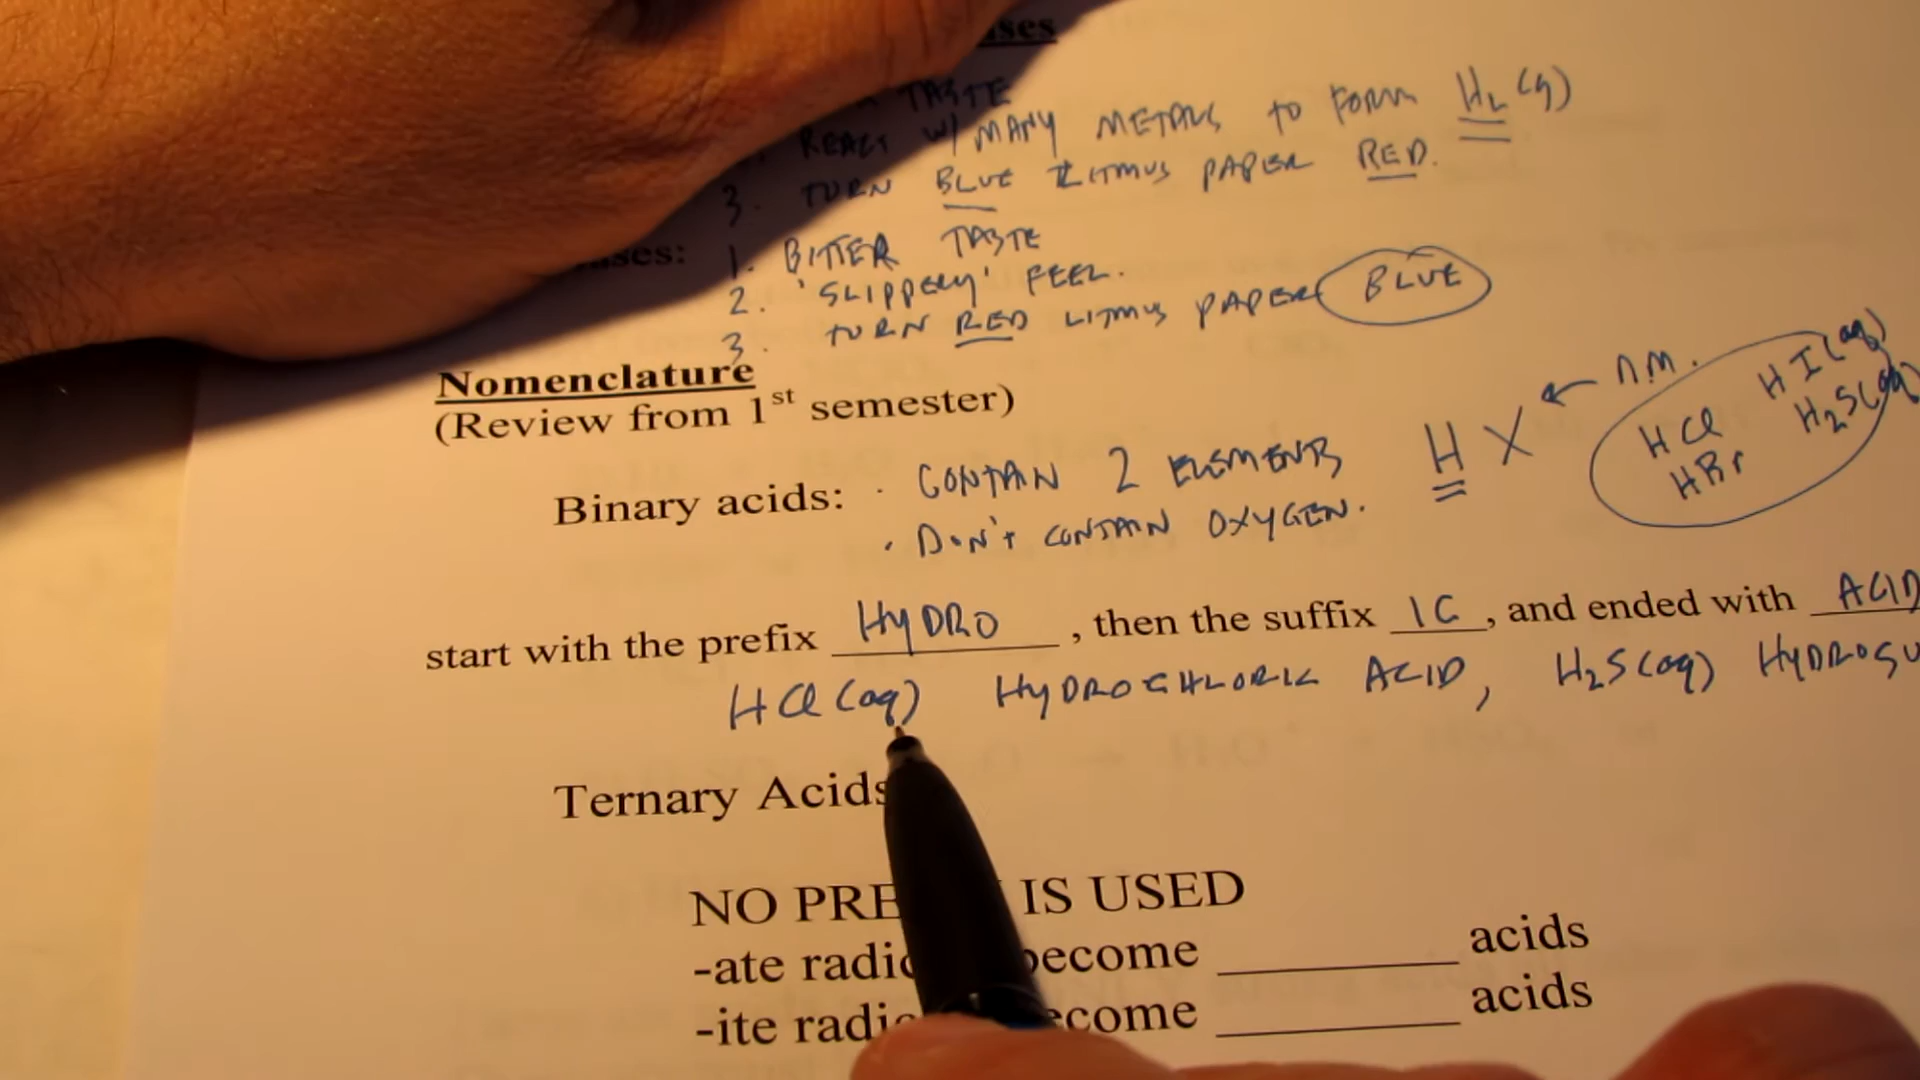 TASTE
REACT W/ MANY METALS TO FORM H₂(g)
3. TURN BLUE LITMUS PAPER RED.
1. BITTER TASTE
2. 'SLIPPERY' FEEL.
3. TURN RED LITMUS PAPER BLUE
Nomenclature
(Review from 1st semester)
Binary acids: · CONTAIN 2 ELEMENTS HX ← n.m. HCl HI(aq)
· DON'T CONTAIN OXYGEN. HBr H₂S(aq)
start with the prefix HYDRO, then the suffix IC, and ended with ACID
HCl(aq) HYDROCHLORIC ACID, H₂S(aq) HYDROSU
Ternary Acids
NO PRE IS USED
-ate radi become ________ acids
-ite radi ecome ________ acids